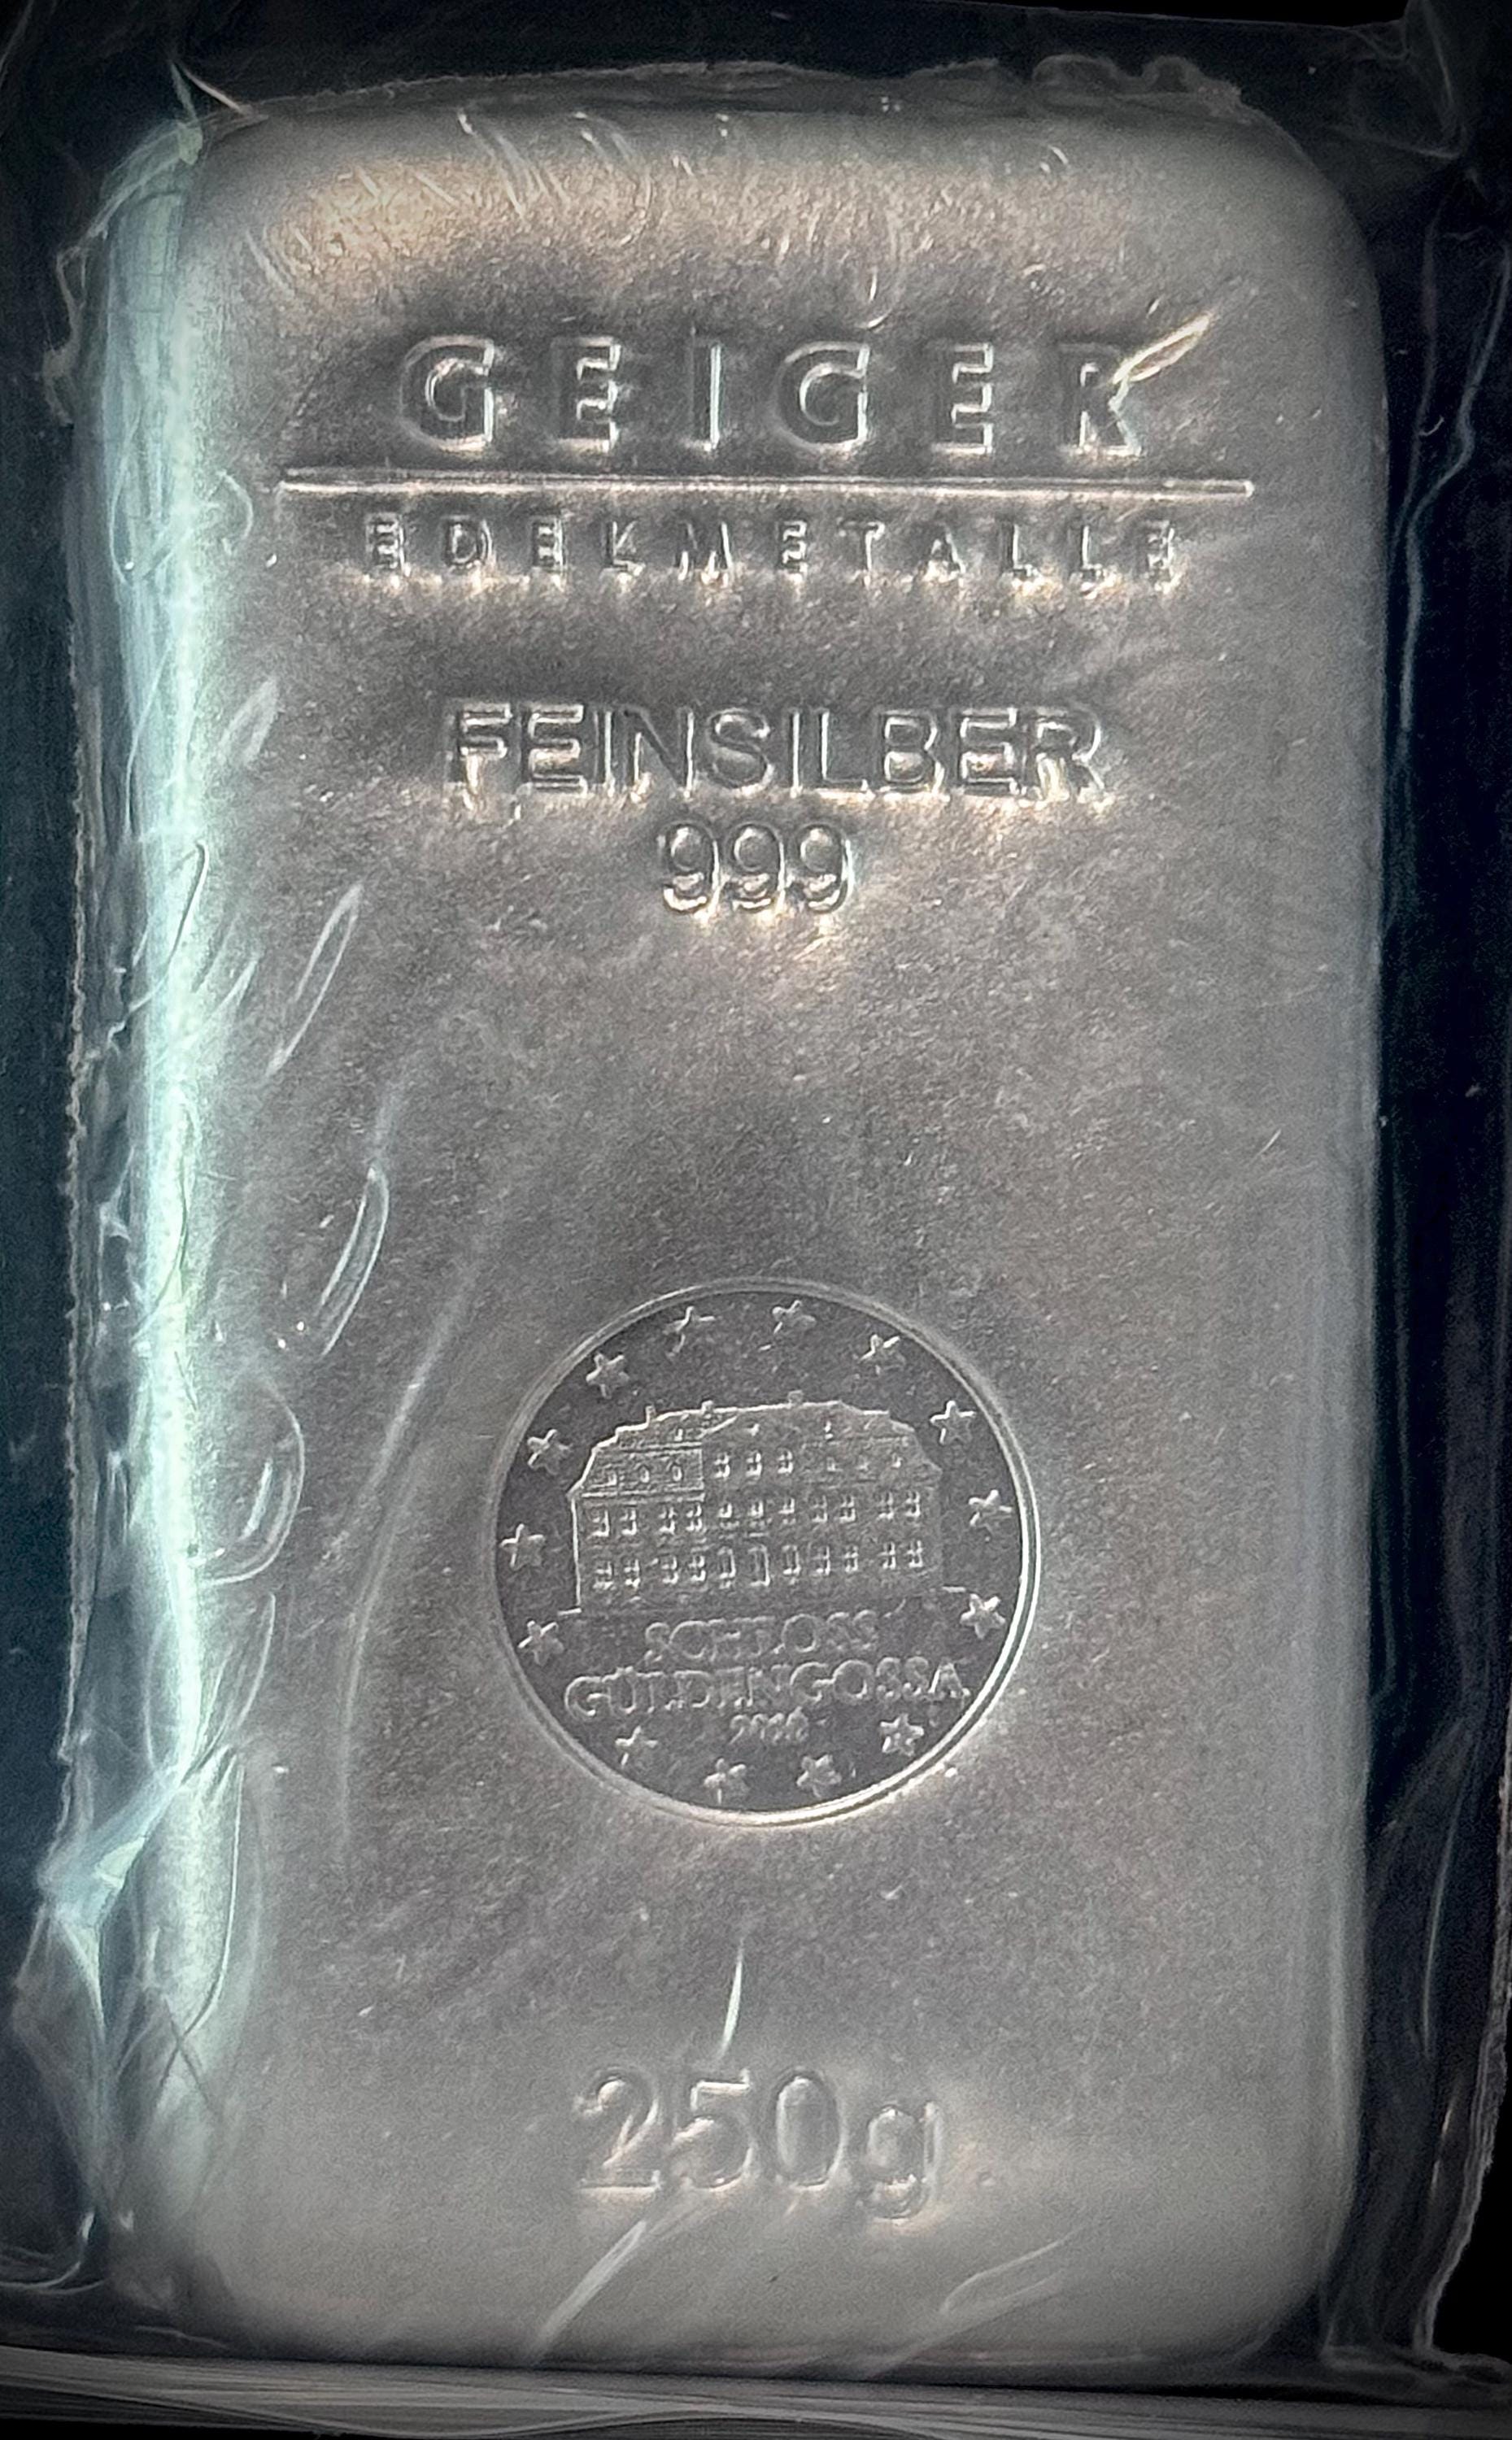 GEIGER
EDELMETALLE
FEINSILBER
999
SCHLOSS
GÜLDENGOSSA
250g